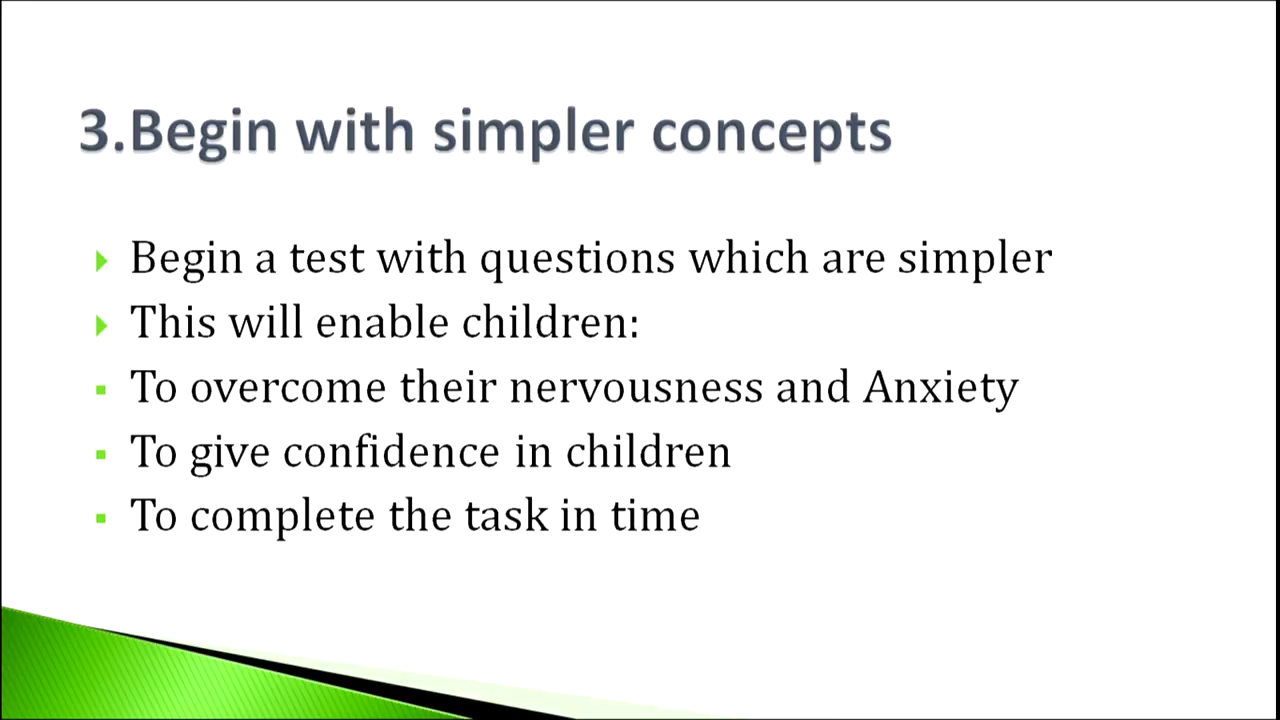 3.Begin with simpler concepts
Begin a test with questions which are simpler
This will enable children:
To overcome their nervousness and Anxiety
To give confidence in children
To complete the task in time